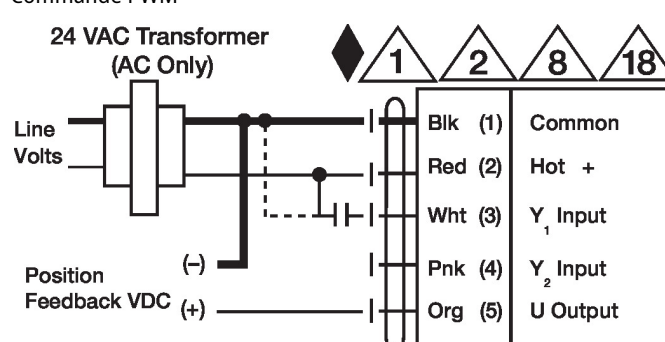 Commande PWM
24 VAC Transformer
(AC Only)
1 2 8 18
Line
Volts
Blk (1) Common
Red (2) Hot +
Wht (3) Y1 Input
Pnk (4) Y2 Input
Org (5) U Output
Position
Feedback VDC
(–)
(+)